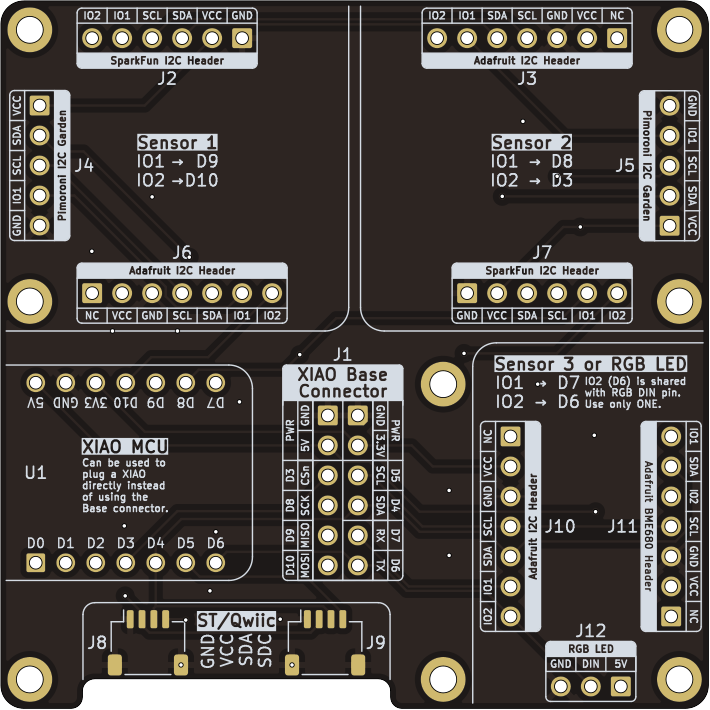 IO2 IO1 SCL SDA VCC GND
SparkFun I2C Header
J2
IO2 IO1 SCL SDA GND VCC NC
Adafruit I2C Header
J3
VCC SDA SCL IO1 GND
Pimoroni I2C Garden
J4
Sensor 1
IO1 → D9
IO2 →D10
Sensor 2
IO1 → D8
IO2 → D3
J5
Pimoroni I2C Garden
GND IO1 SCL SDA VCC
J6
Adafruit I2C Header
NC VCC GND SCL SDA IO1 IO2
J7
SparkFun I2C Header
GND VCC SDA SCL IO1 IO2
5V GND 3V3 D10 D9 D8 D7
U1
XIAO MCU
Can be used to
plug a XIAO
directly instead
of using the
Base connector.
D0 D1 D2 D3 D4 D5 D6
J1
XIAO Base
Connector
PWR GND GND PWR
5V 3.3V
D3 CSn SCL D5
D8 SCK SDA D4
D9 MISO RX D7
D10 MOSI TX D6
Sensor 3 or RGB LED
IO1 → D7
IO2 → D6
IO2 (D6) is shared
with RGB DIN pin.
Use only ONE.
NC VCC GND SCL SDA IO1 IO2
Adafruit I2C Header
J10
J11
Adafruit BME680 Header
IO1 SDA IO2 SCL GND VCC NC
J8
ST/Qwiic
GND
VCC
SDA
SDC
J9
J12
RGB LED
GND DIN 5V